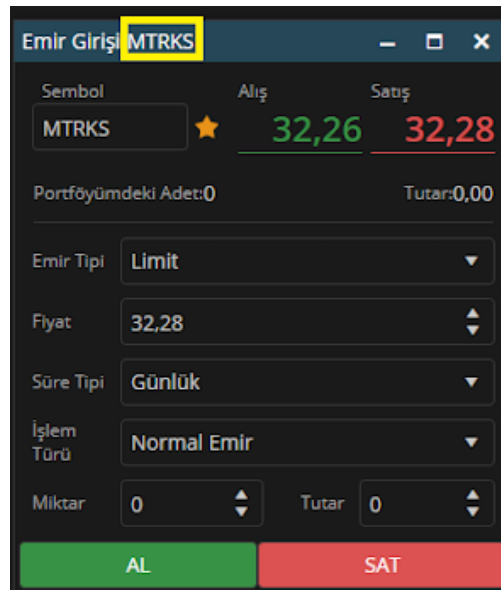 Emir Girişi MTRKS
Sembol Alış Satış
MTRKS 32,26 32,28
Portföyümdeki Adet:0 Tutar:0,00
Emir Tipi Limit
Fiyat 32,28
Süre Tipi Günlük
İşlem
Türü Normal Emir
Miktar 0 Tutar 0
AL SAT